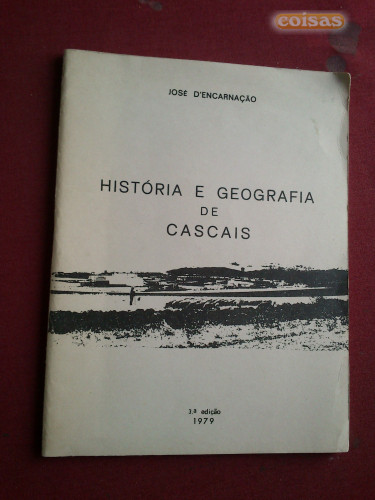 coisas
JOSÉ D'ENCARNAÇÃO
HISTÓRIA E GEOGRAFIA
DE
CASCAIS
3.ª edição
1979